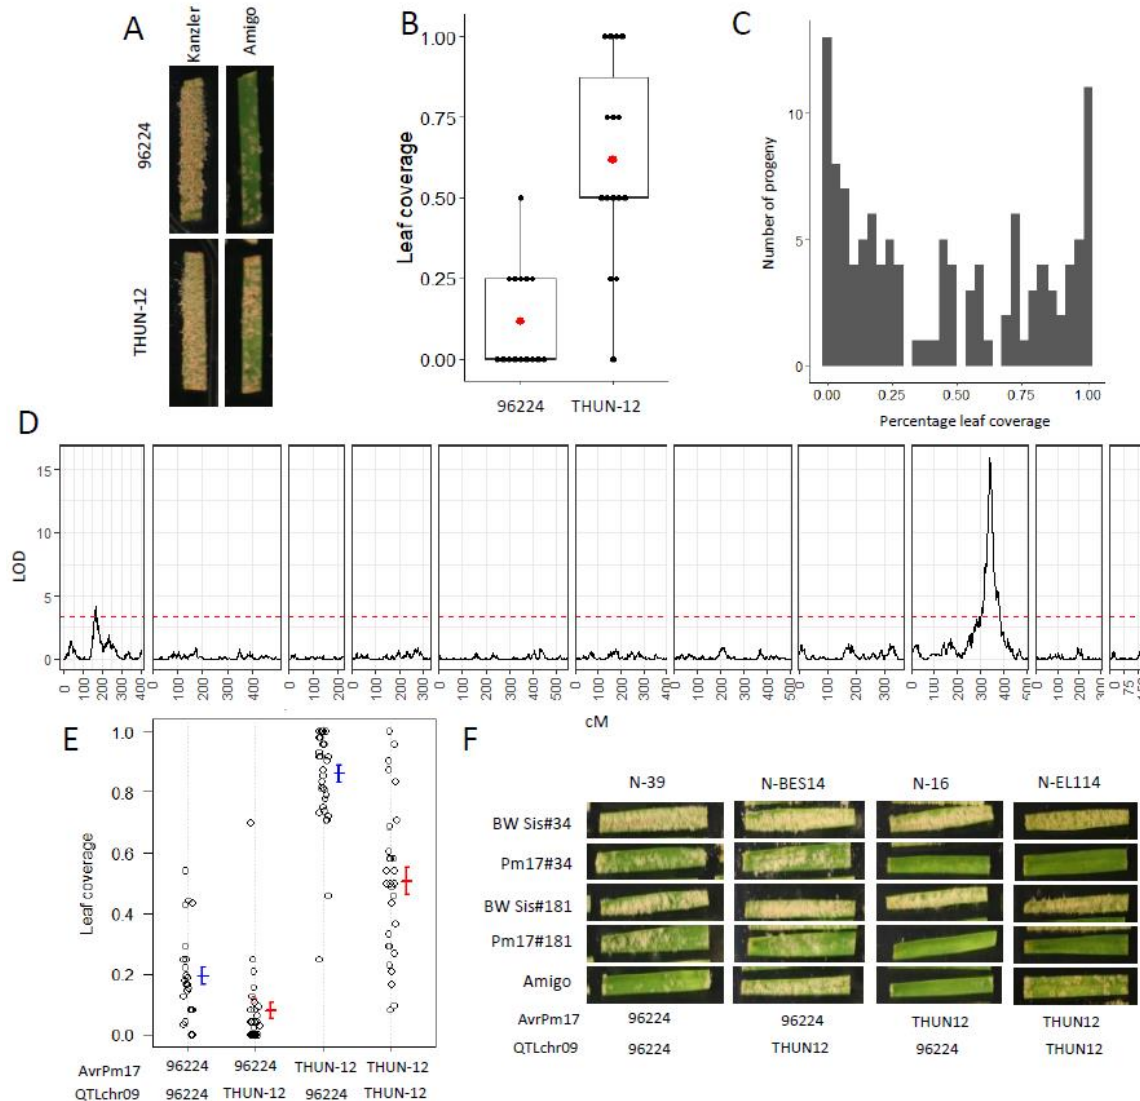 A
Kanzler
Amigo
96224
THUN-12
B
Leaf coverage
1.00
0.75
0.50
0.25
0.00
96224 THUN-12
C
Number of progeny
10
5
0
0.00 0.25 0.50 0.75 1.00
Percentage leaf coverage
D
LOD
15
10
5
0
0 100 200 300 400
0 100 200 300 400
0 100 200
0 100 200 300
0 100 200 300 400 500
0 100 200 300 400
0 100 200 300 400 500
0 100 200 300
0 100 200 300 400 500
0 100 200 300
0 75
cM
E
Leaf coverage
1.0
0.8
0.6
0.4
0.2
0.0
AvrPm17 96224 96224 THUN-12 THUN-12
QTLchr09 96224 THUN-12 96224 THUN-12
F
N-39 N-BES14 N-16 N-EL114
BW Sis#34
Pm17#34
BW Sis#181
Pm17#181
Amigo
AvrPm17 96224 96224 THUN12 THUN12
QTLchr09 96224 THUN12 96224 THUN12